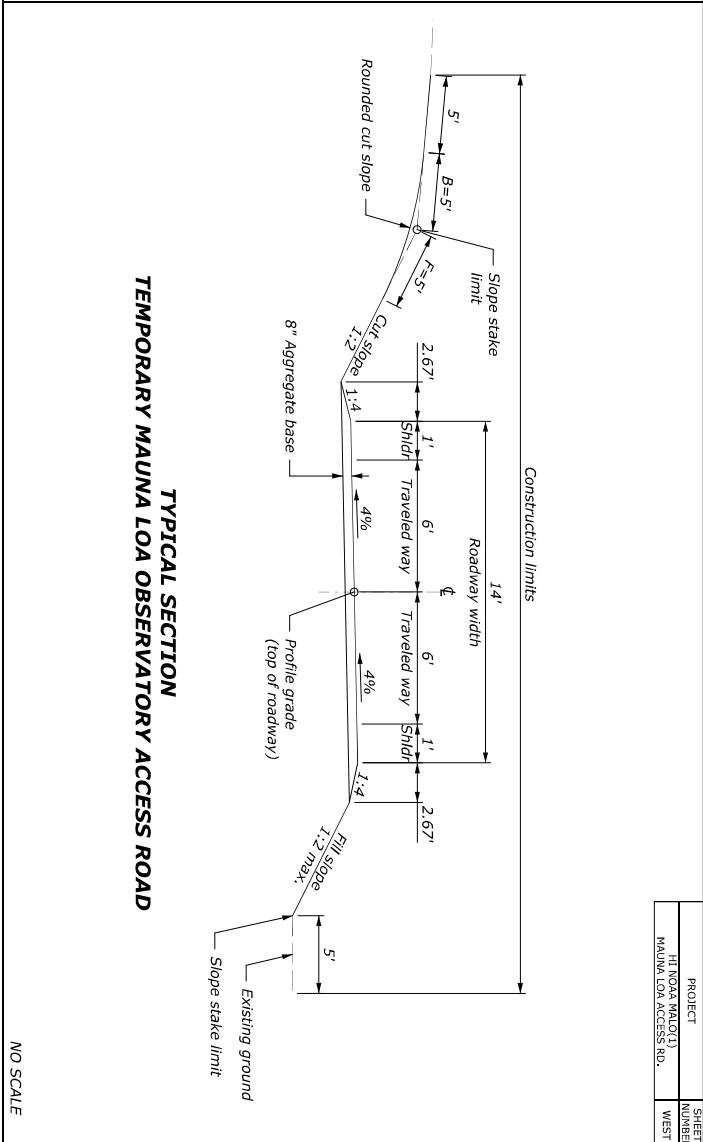 PROJECT
HI NOAA MALO(1)
MAUNA LOA ACCESS RD.
SHEET
NUMBE
WEST
Construction limits
14'
Roadway width
5'
B=5'
F=5'
Slope stake
limit
Rounded cut slope
Cut slope
1:2
2.67'
1:4
1'
Shldr
6'
Traveled way
℄
6'
Traveled way
1'
Shldr
2.67'
1:4
4%
4%
8" Aggregate base
Profile grade
(top of roadway)
Fill slope
1:2 max.
5'
Existing ground
Slope stake limit
TYPICAL SECTION
TEMPORARY MAUNA LOA OBSERVATORY ACCESS ROAD
NO SCALE